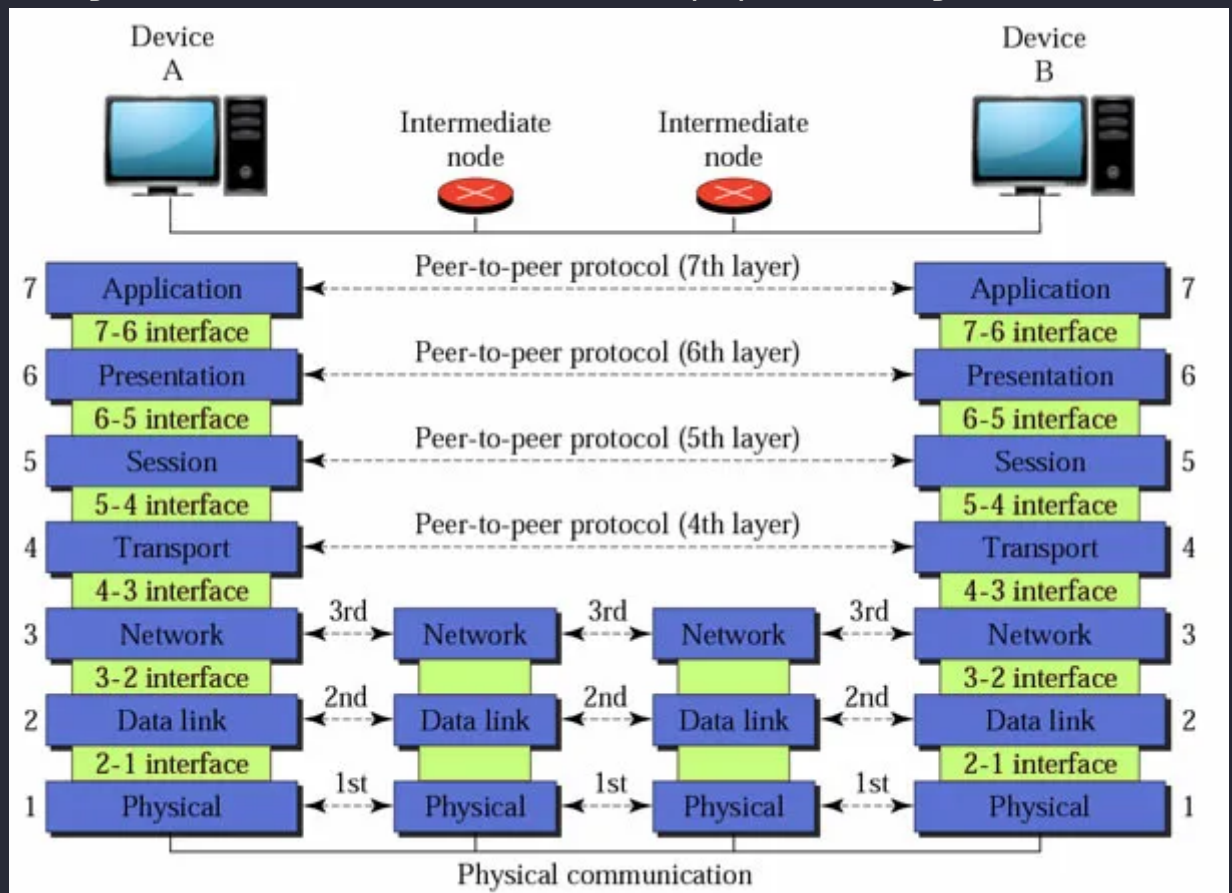 Device
A
Device
B
Intermediate
node
Intermediate
node
Peer-to-peer protocol (7th layer)
7 Application Application 7
7-6 interface 7-6 interface
Peer-to-peer protocol (6th layer)
6 Presentation Presentation 6
6-5 interface 6-5 interface
Peer-to-peer protocol (5th layer)
5 Session Session 5
5-4 interface 5-4 interface
Peer-to-peer protocol (4th layer)
4 Transport Transport 4
4-3 interface 4-3 interface
3 Network 3rd Network 3rd Network 3rd Network 3
3-2 interface 3-2 interface
2 Data link 2nd Data link 2nd Data link 2nd Data link 2
2-1 interface 2-1 interface
1 Physical 1st Physical 1st Physical 1st Physical 1
Physical communication